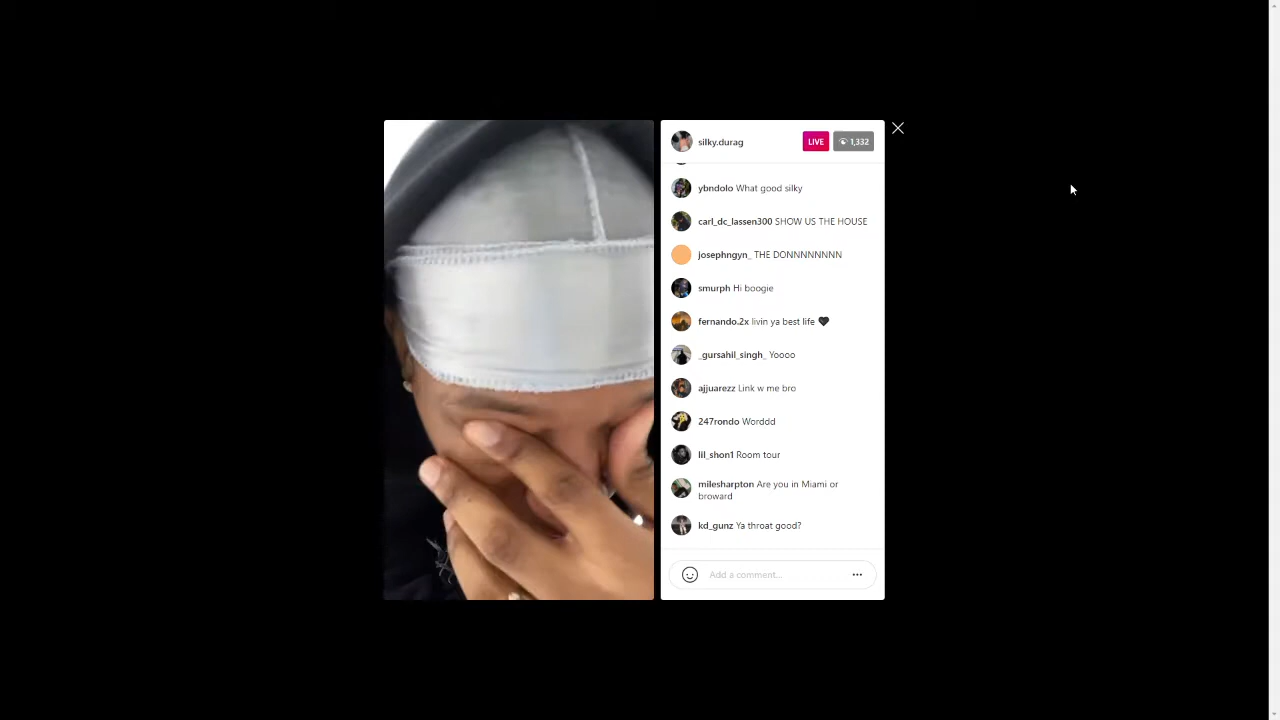 silky.durag LIVE 1,332
ybndolo What good silky
carl_dc_lassen300 SHOW US THE HOUSE
josephngyn_ THE DONNNNNNNN
smurph Hi boogie
fernando.2x livin ya best life 🖤
_gursahil_singh_ Yoooo
ajjuarezz Link w me bro
247rondo Worddd
lil_shon1 Room tour
milesharpton Are you in Miami or
broward
kd_gunz Ya throat good?
Add a comment...